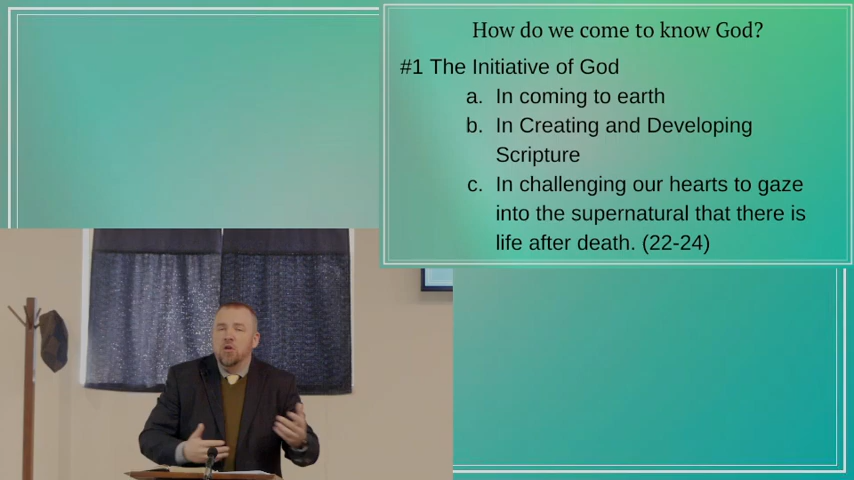 How do we come to know God?
#1 The Initiative of God
a. In coming to earth
b. In Creating and Developing
Scripture
c. In challenging our hearts to gaze
into the supernatural that there is
life after death. (22-24)